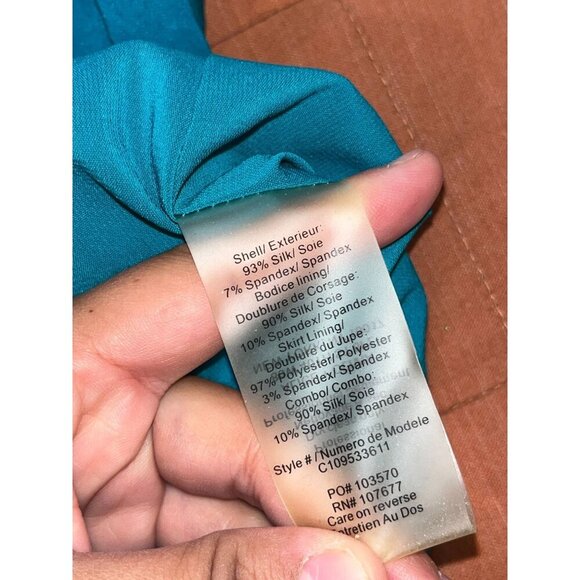 Shell/ Exterieur:
93% Silk/ Soie
7% Spandex/ Spandex
Bodice lining/
Doublure de Corsage:
90% Silk/ Soie
10% Spandex/ Spandex
Skirt Lining/
Doublure du Jupe:
97% Polyester/ Polyester
3% Spandex/ Spandex
Combo/ Combo:
90% Silk/ Soie
10% Spandex/ Spandex
Style #/ Numero de Modele
C109533611
PO# 103570
RN# 107677
Care on reverse
Entretien Au Dos